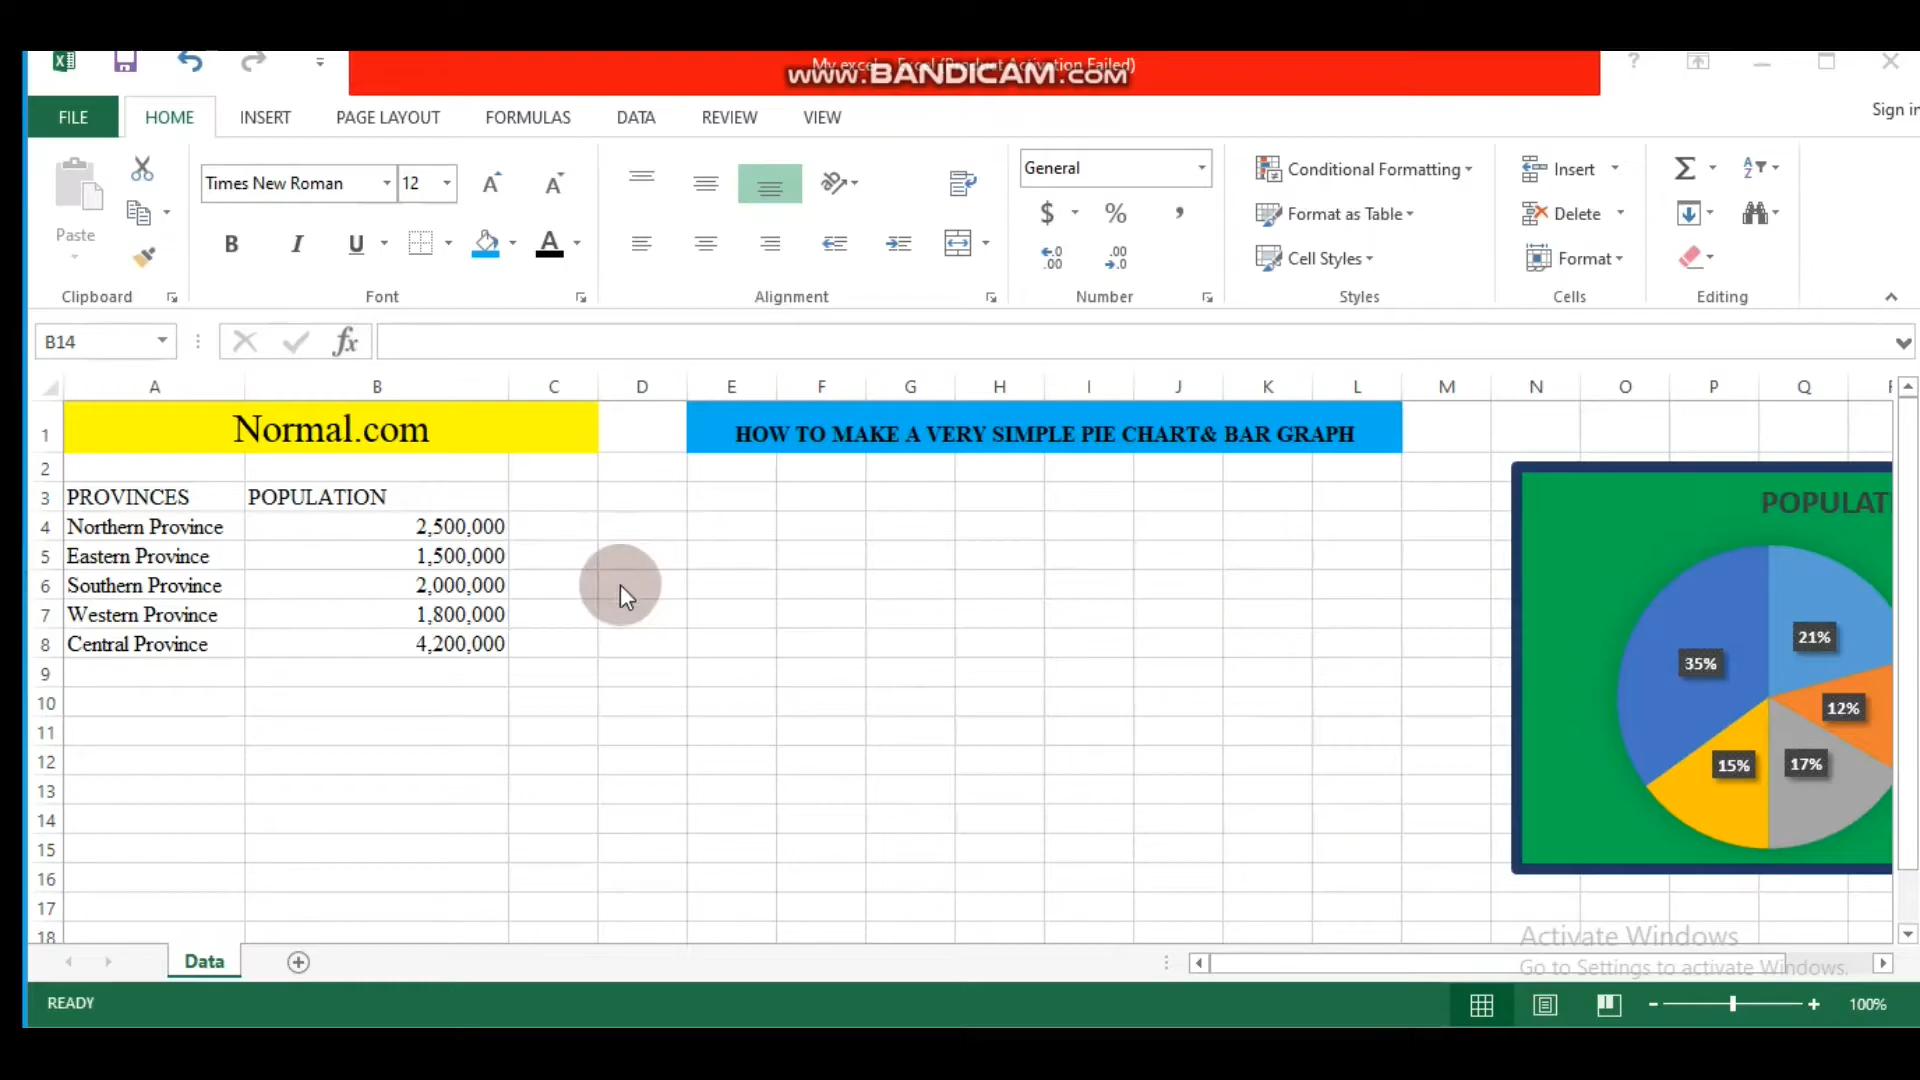 My excel - Excel (Product Activation Failed)
www.BANDICAM.com
Sign in
FILE HOME INSERT PAGE LAYOUT FORMULAS DATA REVIEW VIEW
Times New Roman 12
General
Conditional Formatting
Insert
Format as Table
Delete
Paste
Cell Styles
Format
Clipboard Font Alignment Number Styles Cells Editing
B14
A B C D E F G H I J K L M N O P Q
1 Normal.com HOW TO MAKE A VERY SIMPLE PIE CHART& BAR GRAPH
2
3 PROVINCES POPULATION
4 Northern Province 2,500,000
5 Eastern Province 1,500,000
6 Southern Province 2,000,000
7 Western Province 1,800,000
8 Central Province 4,200,000
9
10
11
12
13
14
15
16
17
18
POPULAT
21%
35%
12%
15%
17%
Activate Windows
Go to Settings to activate Windows.
Data
READY
100%